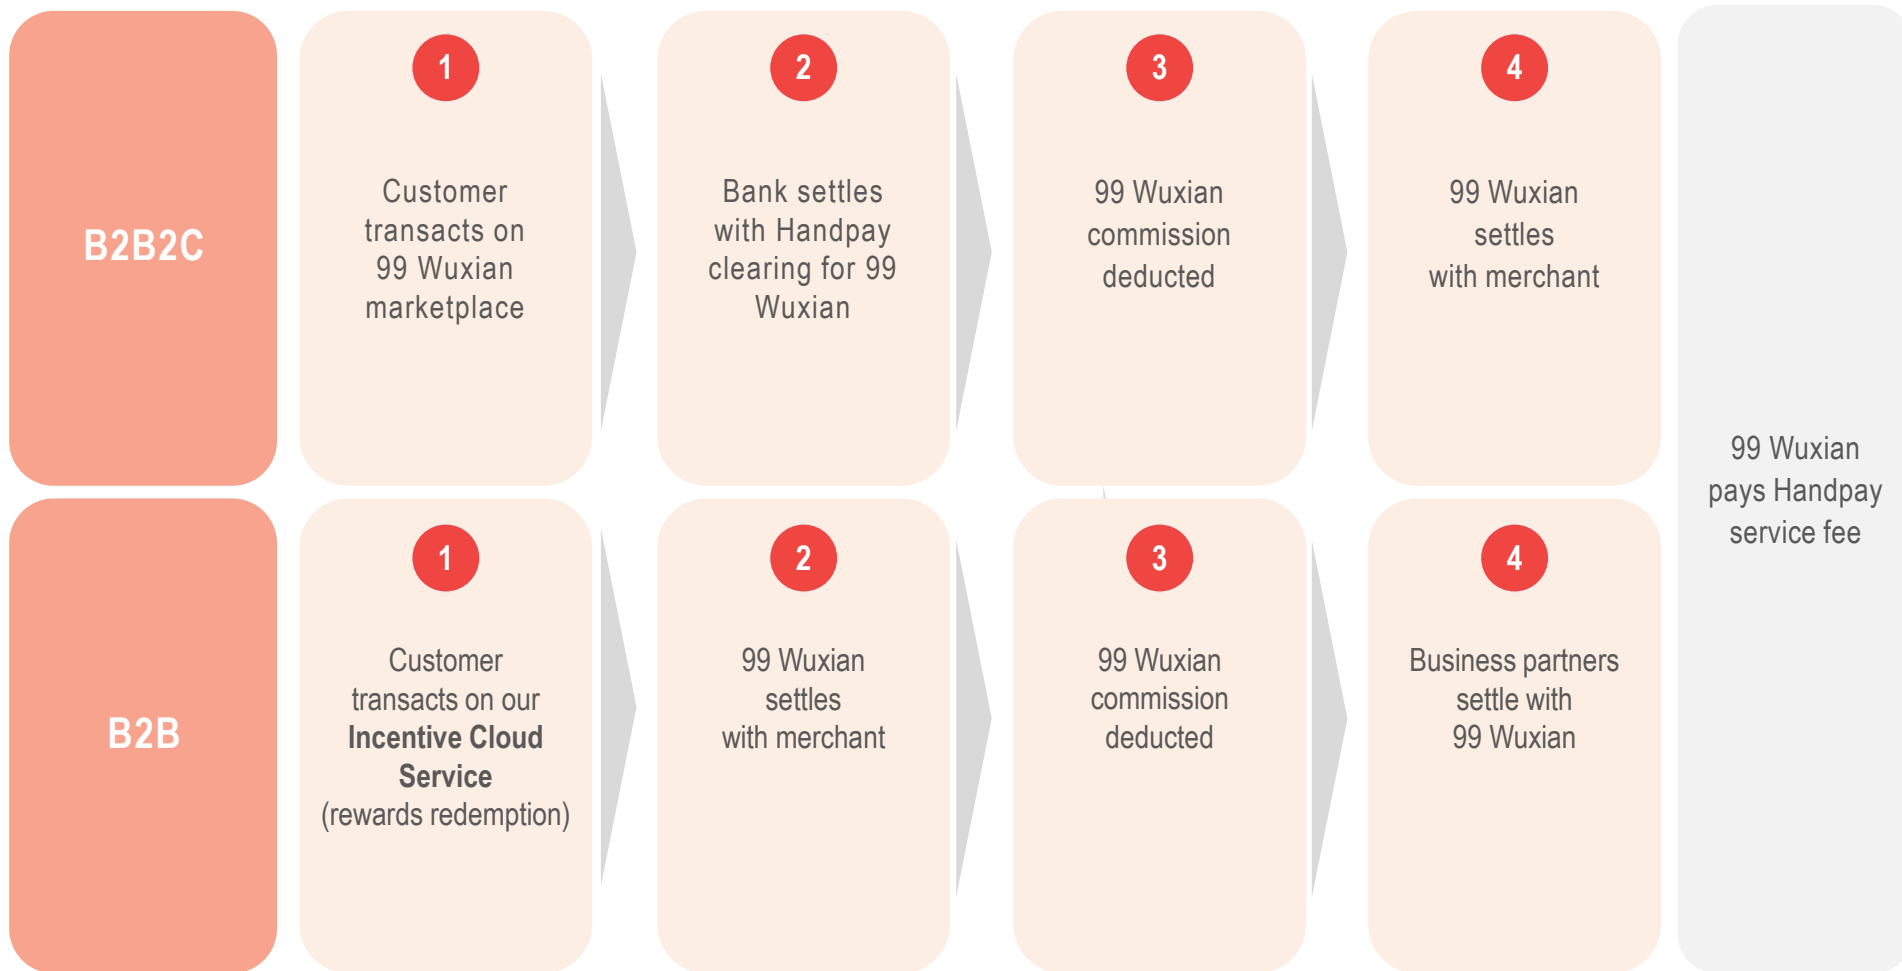 B2B2C
1
Customer
transacts on
99 Wuxian
marketplace
2
Bank settles
with Handpay
clearing for 99
Wuxian
3
99 Wuxian
commission
deducted
4
99 Wuxian
settles
with merchant
B2B
1
Customer
transacts on our
Incentive Cloud
Service
(rewards redemption)
2
99 Wuxian
settles
with merchant
3
99 Wuxian
commission
deducted
4
Business partners
settle with
99 Wuxian
99 Wuxian
pays Handpay
service fee